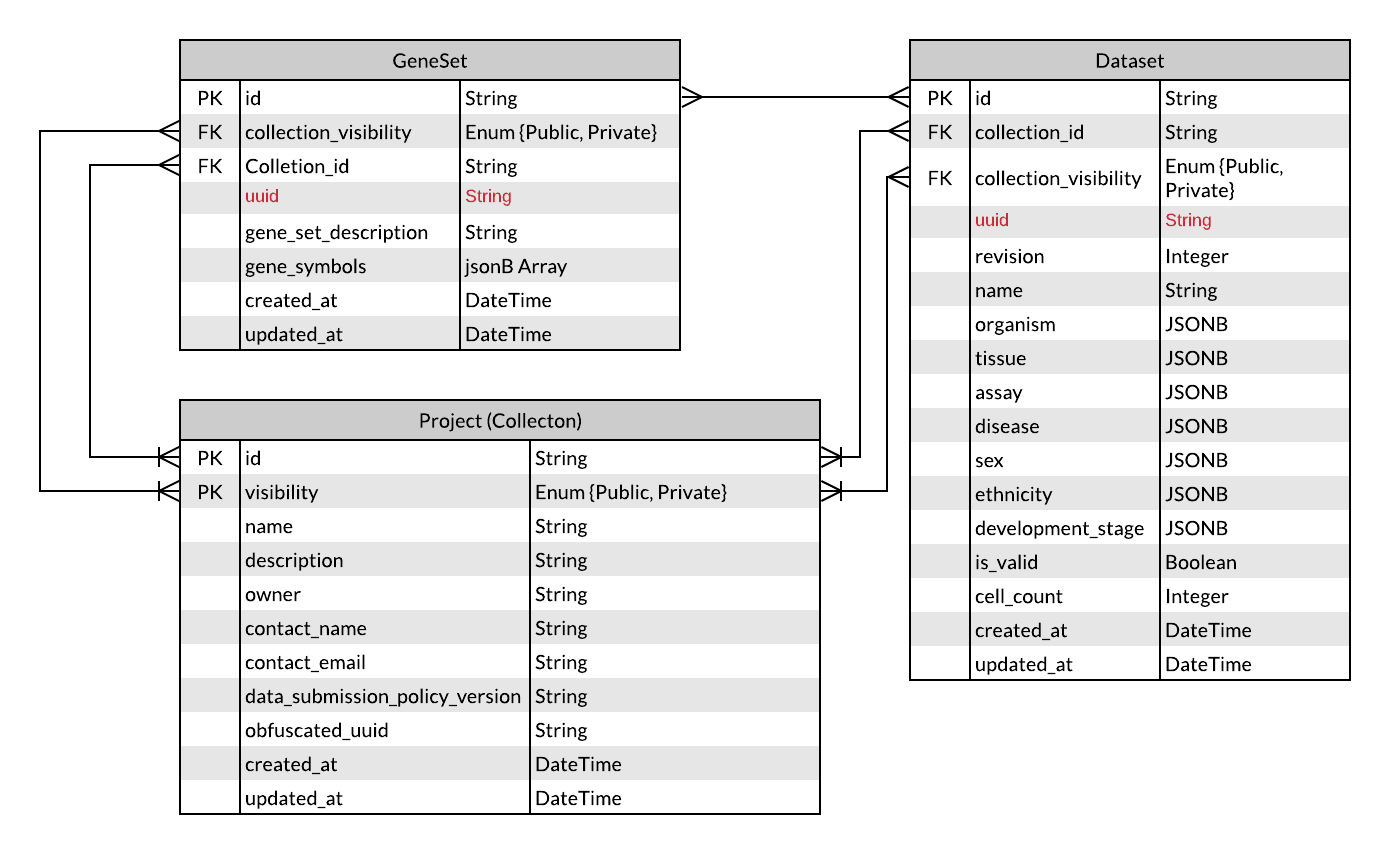 GeneSet
PK id String
FK collection_visibility Enum {Public, Private}
FK Colletion_id String
uuid String
gene_set_description String
gene_symbols jsonB Array
created_at DateTime
updated_at DateTime
Project (Collecton)
PK id String
PK visibility Enum {Public, Private}
name String
description String
owner String
contact_name String
contact_email String
data_submission_policy_version String
obfuscated_uuid String
created_at DateTime
updated_at DateTime
Dataset
PK id String
FK collection_id String
FK collection_visibility Enum {Public,
Private}
uuid String
revision Integer
name String
organism JSONB
tissue JSONB
assay JSONB
disease JSONB
sex JSONB
ethnicity JSONB
development_stage JSONB
is_valid Boolean
cell_count Integer
created_at DateTime
updated_at DateTime